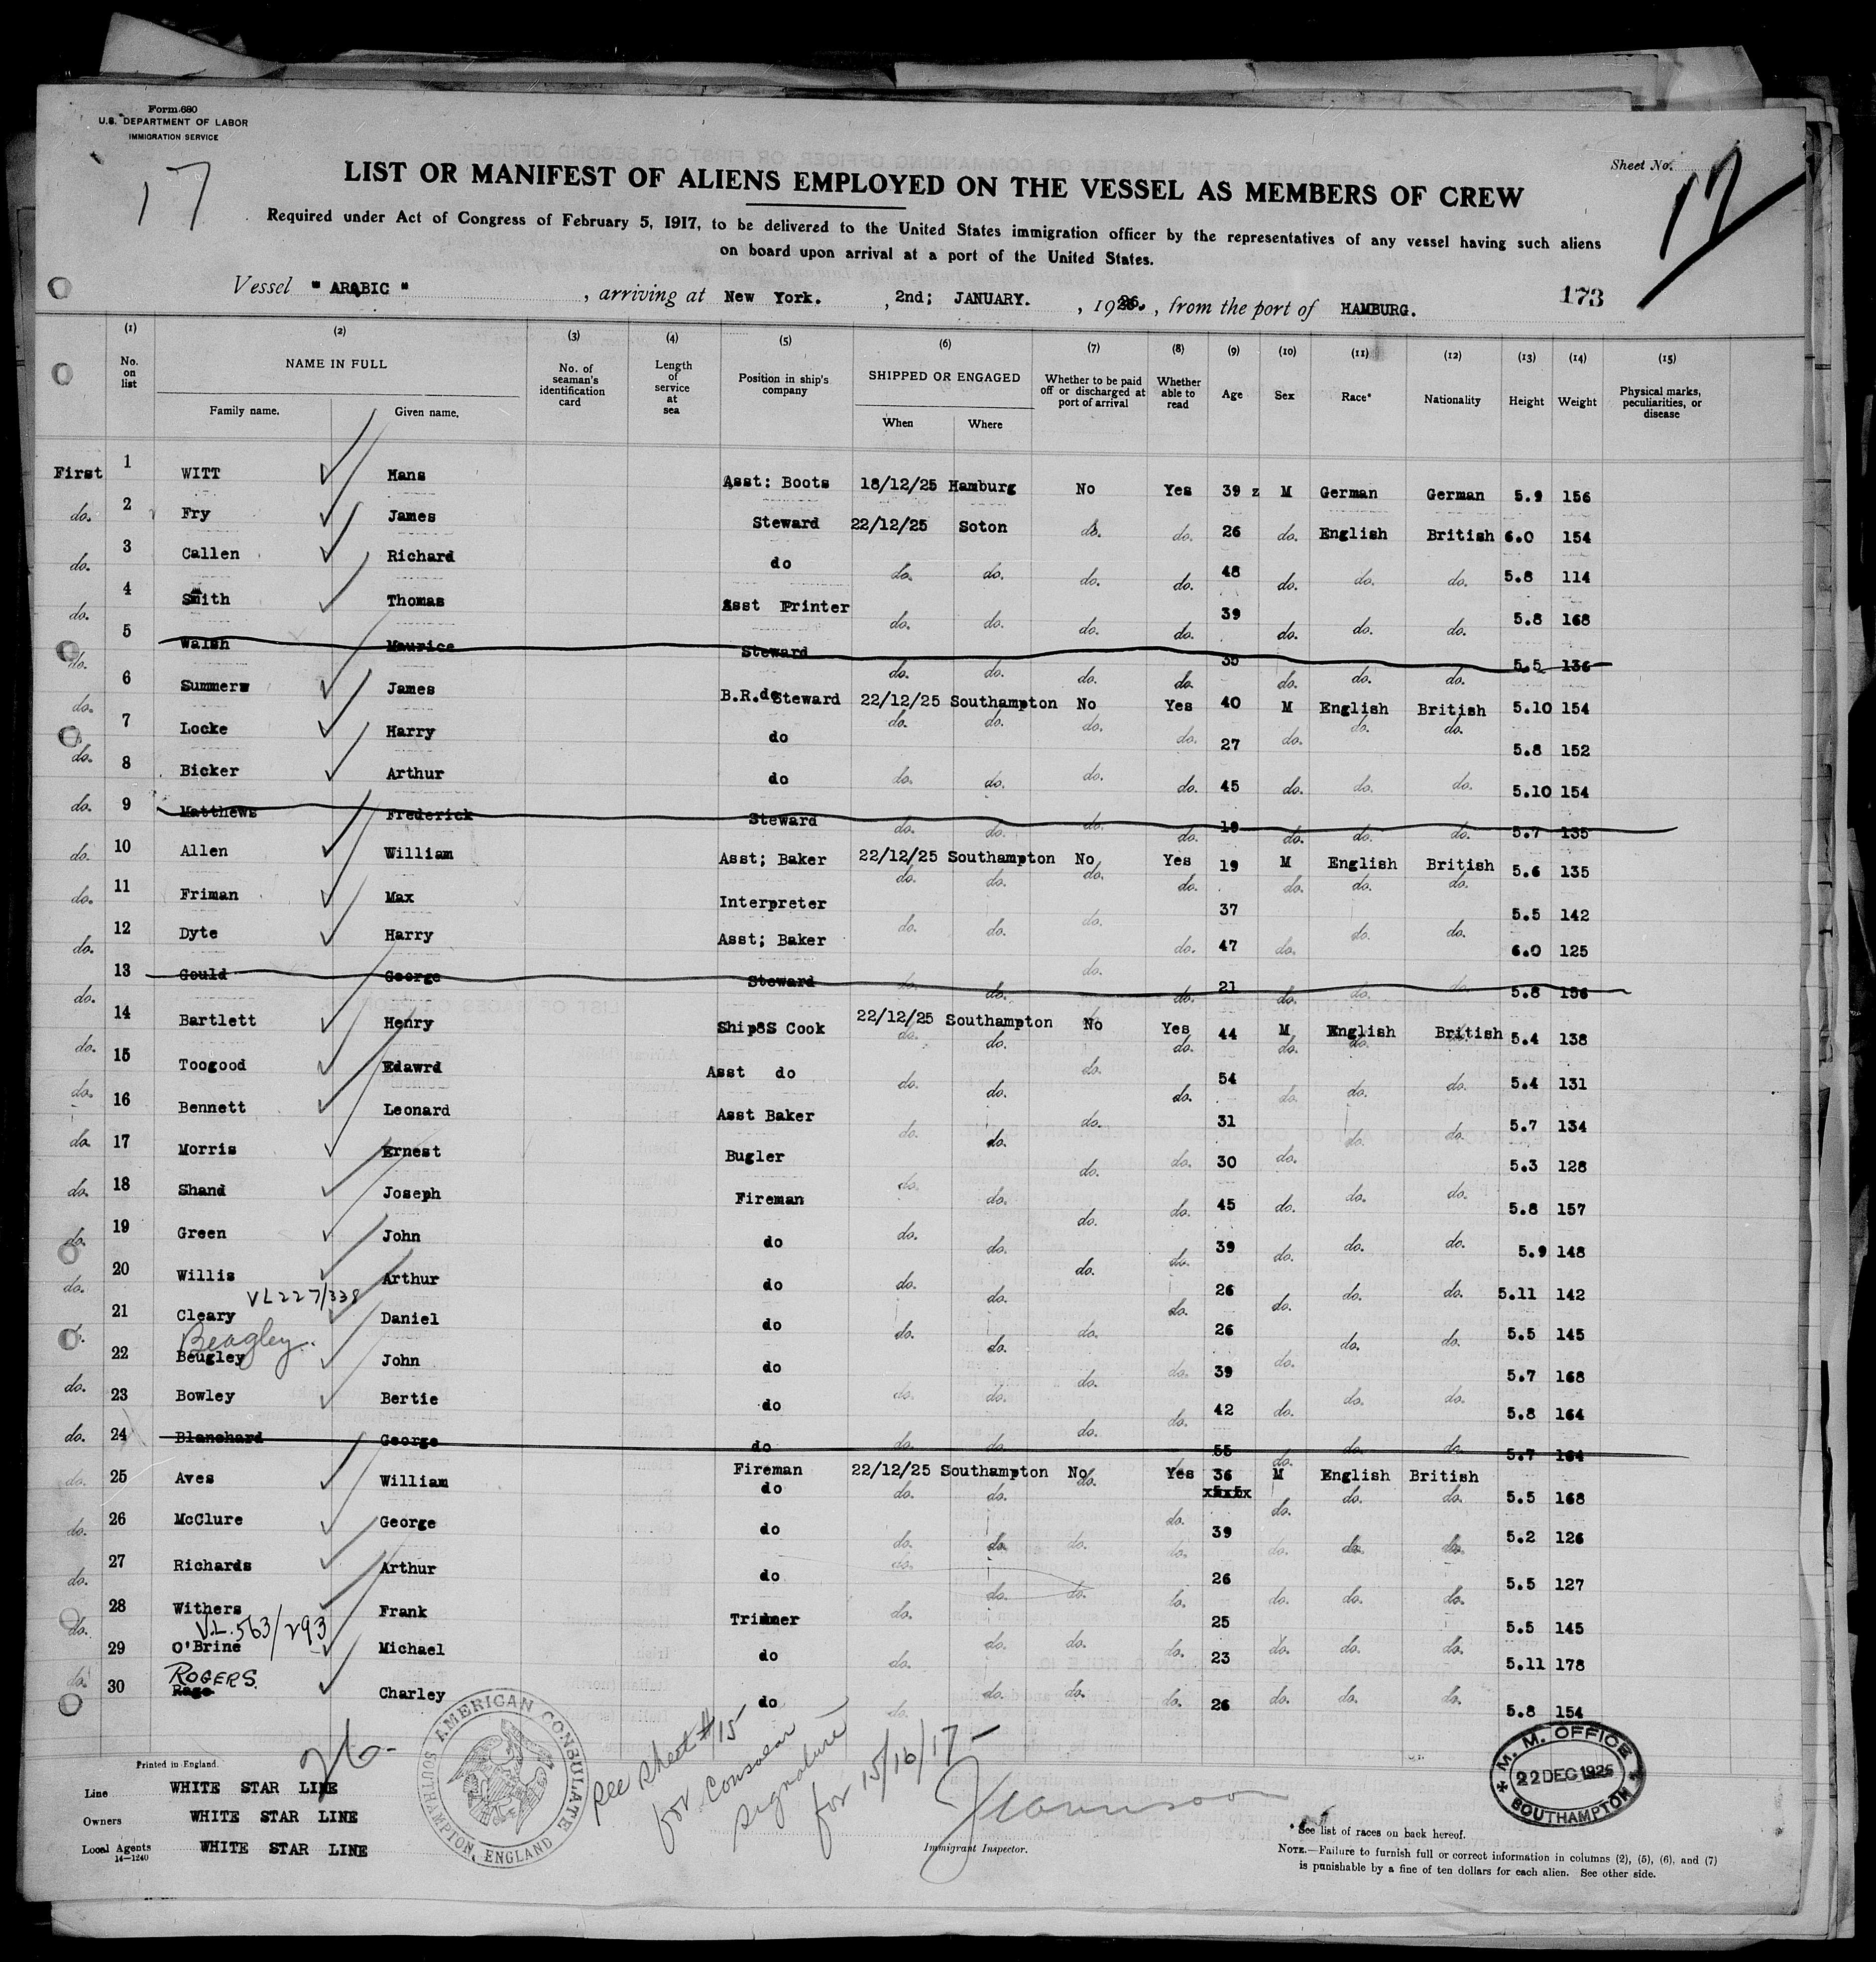 Form 680
U.S. DEPARTMENT OF LABOR
IMMIGRATION SERVICE
17
Sheet No.
17
LIST OR MANIFEST OF ALIENS EMPLOYED ON THE VESSEL AS MEMBERS OF CREW
Required under Act of Congress of February 5, 1917, to be delivered to the United States immigration officer by the representatives of any vessel having such aliens
on board upon arrival at a port of the United States.
Vessel " ARABIC " , arriving at New York. , 2nd; JANUARY. , 1926. , from the port of HAMBURG.
173
(1) (2) (3) (4) (5) (6) (7) (8) (9) (10) (11) (12) (13) (14) (15)
No. on list NAME IN FULL Family name. Given name. No. of seaman's identification card Length of service at sea Position in ship's company SHIPPED OR ENGAGED When Where Whether to be paid off or discharged at port of arrival Whether able to read Age Sex Race* Nationality Height Weight Physical marks, peculiarities, or disease
First 1 WITT Hans Asst: Boots 18/12/25 Hamburg No Yes 39 z M German German 5.9 156
do. 2 Fry James Steward 22/12/25 Soton do. do. 26 do. English British 6.0 154
do. 3 Callen Richard do do. do. do. do. 48 do. do. do. 5.8 114
do. 4 Smith Thomas Asst Printer do. do. do. do. 39 do. do. do. 5.8 168
do. 5 Walsh Maurice Steward do. do. do. do. 35 do. do. do. 5.5 136
do. 6 Summers James B.R. Steward 22/12/25 Southampton No Yes 40 M English British 5.10 154
do. 7 Locke Harry do do. do. do. do. 27 do. do. do. 5.8 152
do. 8 Bicker Arthur do do. do. do. do. 45 do. do. do. 5.10 154
do. 9 Matthews Frederick Steward do. do. do. do. 19 do. do. do. 5.7 135
do. 10 Allen William Asst; Baker 22/12/25 Southampton No Yes 19 M English British 5.6 135
do. 11 Friman Max Interpreter do. do. do. do. 37 do. do. do. 5.5 142
do. 12 Dyte Harry Asst; Baker do. do. do. do. 47 do. do. do. 6.0 125
do. 13 Gould George Steward do. do. do. do. 21 do. do. do. 5.8 156
do. 14 Bartlett Henry ShipSS Cook 22/12/25 Southampton No Yes 44 M English British 5.4 138
do. 15 Toogood Edawrd Asst do do. do. do. do. 54 do. do. do. 5.4 131
do. 16 Bennett Leonard Asst Baker do. do. do. do. 31 do. do. do. 5.7 134
do. 17 Morris Ernest Bugler do. do. do. do. 30 do. do. do. 5.3 128
do. 18 Shand Joseph Fireman do. do. do. do. 45 do. do. do. 5.8 157
do. 19 Green John do do. do. do. do. 39 do. do. do. 5.9 148
do. 20 Willis Arthur do do. do. do. do. 26 do. do. do. 5.11 142
VL227/338
21 Cleary Daniel do do. do. do. 26 do. do. 5.5 145
Beagley.
22 Beugley John do do. do. do. do. 39 do. do. do. 5.7 168
do. 23 Bowley Bertie do do. do. do. do. 42 do. do. do. 5.8 164
do. 24 Blanchard George do do. do. 55 do. do. do. 5.7 164
do. 25 Aves William Fireman 22/12/25 Southampton No Yes 36 M English British 5.5 168
do do. do. do. do. do. do.
do. 26 McClure George do do. do. do. do. 39 do. do. do. 5.2 126
do. 27 Richards Arthur do do. do. do. do. 26 do. do. do. 5.5 127
do. 28 Withers Frank Trimmer do. do. do. do. 25 do. do. do. 5.5 145
V.L. 563/293
29 O'Brine Michael do do. do. do. do. 23 do. do. do. 5.11 178
ROGERS.
do. 30 Rage Charley do do. do. do. do. 26 do. do. do. 5.8 154
26-
AMERICAN CONSULATE
SOUTHAMPTON, ENGLAND
See sheet #15
for Consular
signature
for 15/16/17-
M. M. OFFICE
22 DEC 1925
SOUTHAMPTON
Printed in England.
Line WHITE STAR LINE
Owners WHITE STAR LINE
Local Agents WHITE STAR LINE
14—1240
Immigrant Inspector.
* See list of races on back hereof.
NOTE.—Failure to furnish full or correct information in columns (2), (5), (6), and (7)
is punishable by a fine of ten dollars for each alien. See other side.